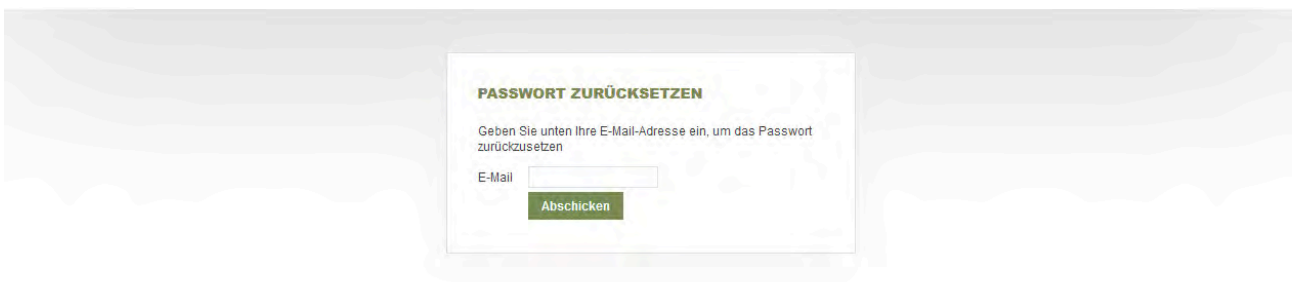 PASSWORT ZURÜCKSETZEN
Geben Sie unten Ihre E-Mail-Adresse ein, um das Passwort
zurückzusetzen
E-Mail
Abschicken